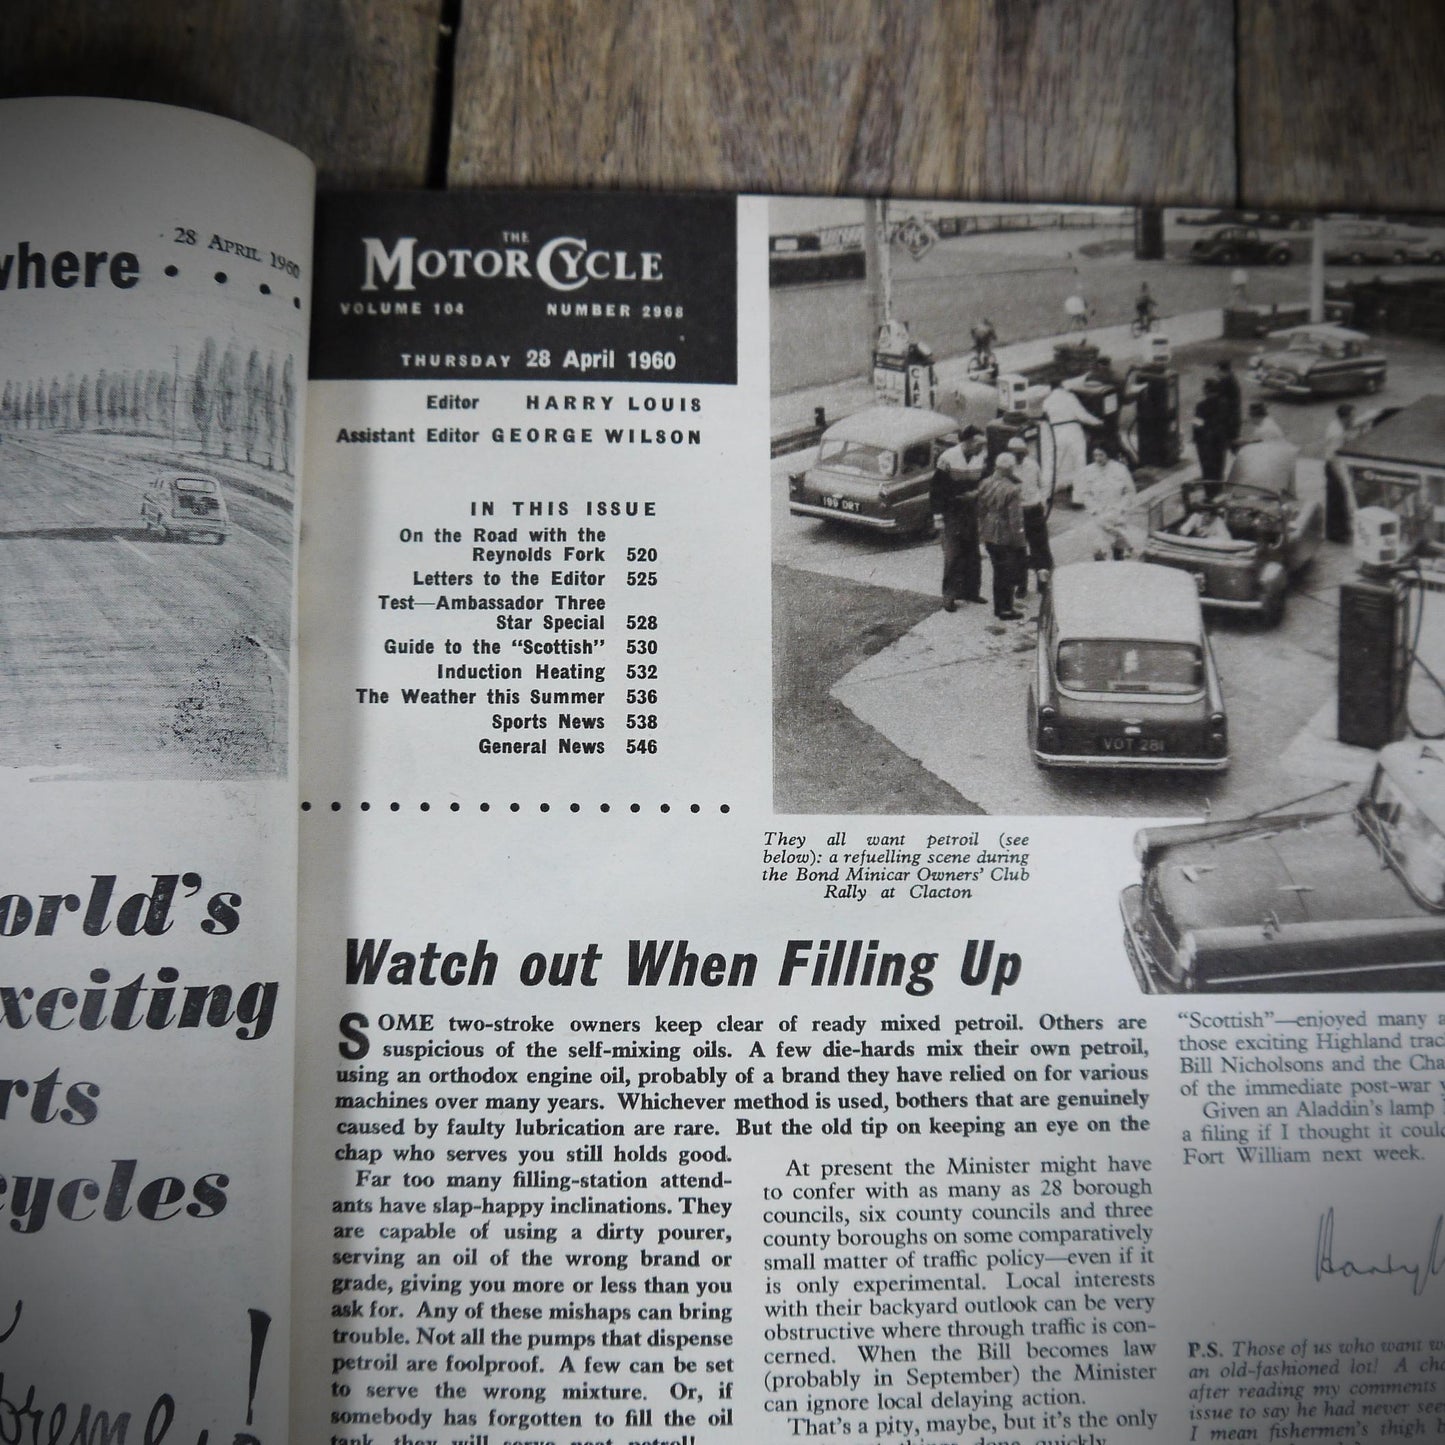 where
28 APRIL 1960
orld's
xciting
rts
cycles
THE
MOTOR CYCLE
VOLUME 104 NUMBER 2968
THURSDAY 28 April 1960
Editor HARRY LOUIS
Assistant Editor GEORGE WILSON
IN THIS ISSUE
On the Road with the
Reynolds Fork 520
Letters to the Editor 525
Test—Ambassador Three
Star Special 528
Guide to the "Scottish" 530
Induction Heating 532
The Weather this Summer 536
Sports News 538
General News 546
CAFE
199 DRT
VOT 281
They all want petroil (see
below): a refuelling scene during
the Bond Minicar Owners' Club
Rally at Clacton
Watch out When Filling Up
SOME two-stroke owners keep clear of ready mixed petroil. Others are
suspicious of the self-mixing oils. A few die-hards mix their own petroil,
using an orthodox engine oil, probably of a brand they have relied on for various
machines over many years. Whichever method is used, bothers that are genuinely
caused by faulty lubrication are rare. But the old tip on keeping an eye on the
chap who serves you still holds good.
Far too many filling-station attend-
ants have slap-happy inclinations. They
are capable of using a dirty pourer,
serving an oil of the wrong brand or
grade, giving you more or less than you
ask for. Any of these mishaps can bring
trouble. Not all the pumps that dispense
petroil are foolproof. A few can be set
to serve the wrong mixture. Or, if
somebody has forgotten to fill the oil
tank, they will serve neat petrol!
At present the Minister might have
to confer with as many as 28 borough
councils, six county councils and three
county boroughs on some comparatively
small matter of traffic policy—even if it
is only experimental. Local interests
with their backyard outlook can be very
obstructive where through traffic is con-
cerned. When the Bill becomes law
(probably in September) the Minister
can ignore local delaying action.
That's a pity, maybe, but it's the only
things done quickly.
"Scottish"—enjoyed many a
those exciting Highland trac
Bill Nicholsons and the Cha
of the immediate post-war y
Given an Aladdin's lamp
a filing if I thought it coul
Fort William next week.
Harry
P.S. Those of us who want
an old-fashioned lot! A ch
after reading my comments
issue to say he had never see
I mean fishermen's thigh b